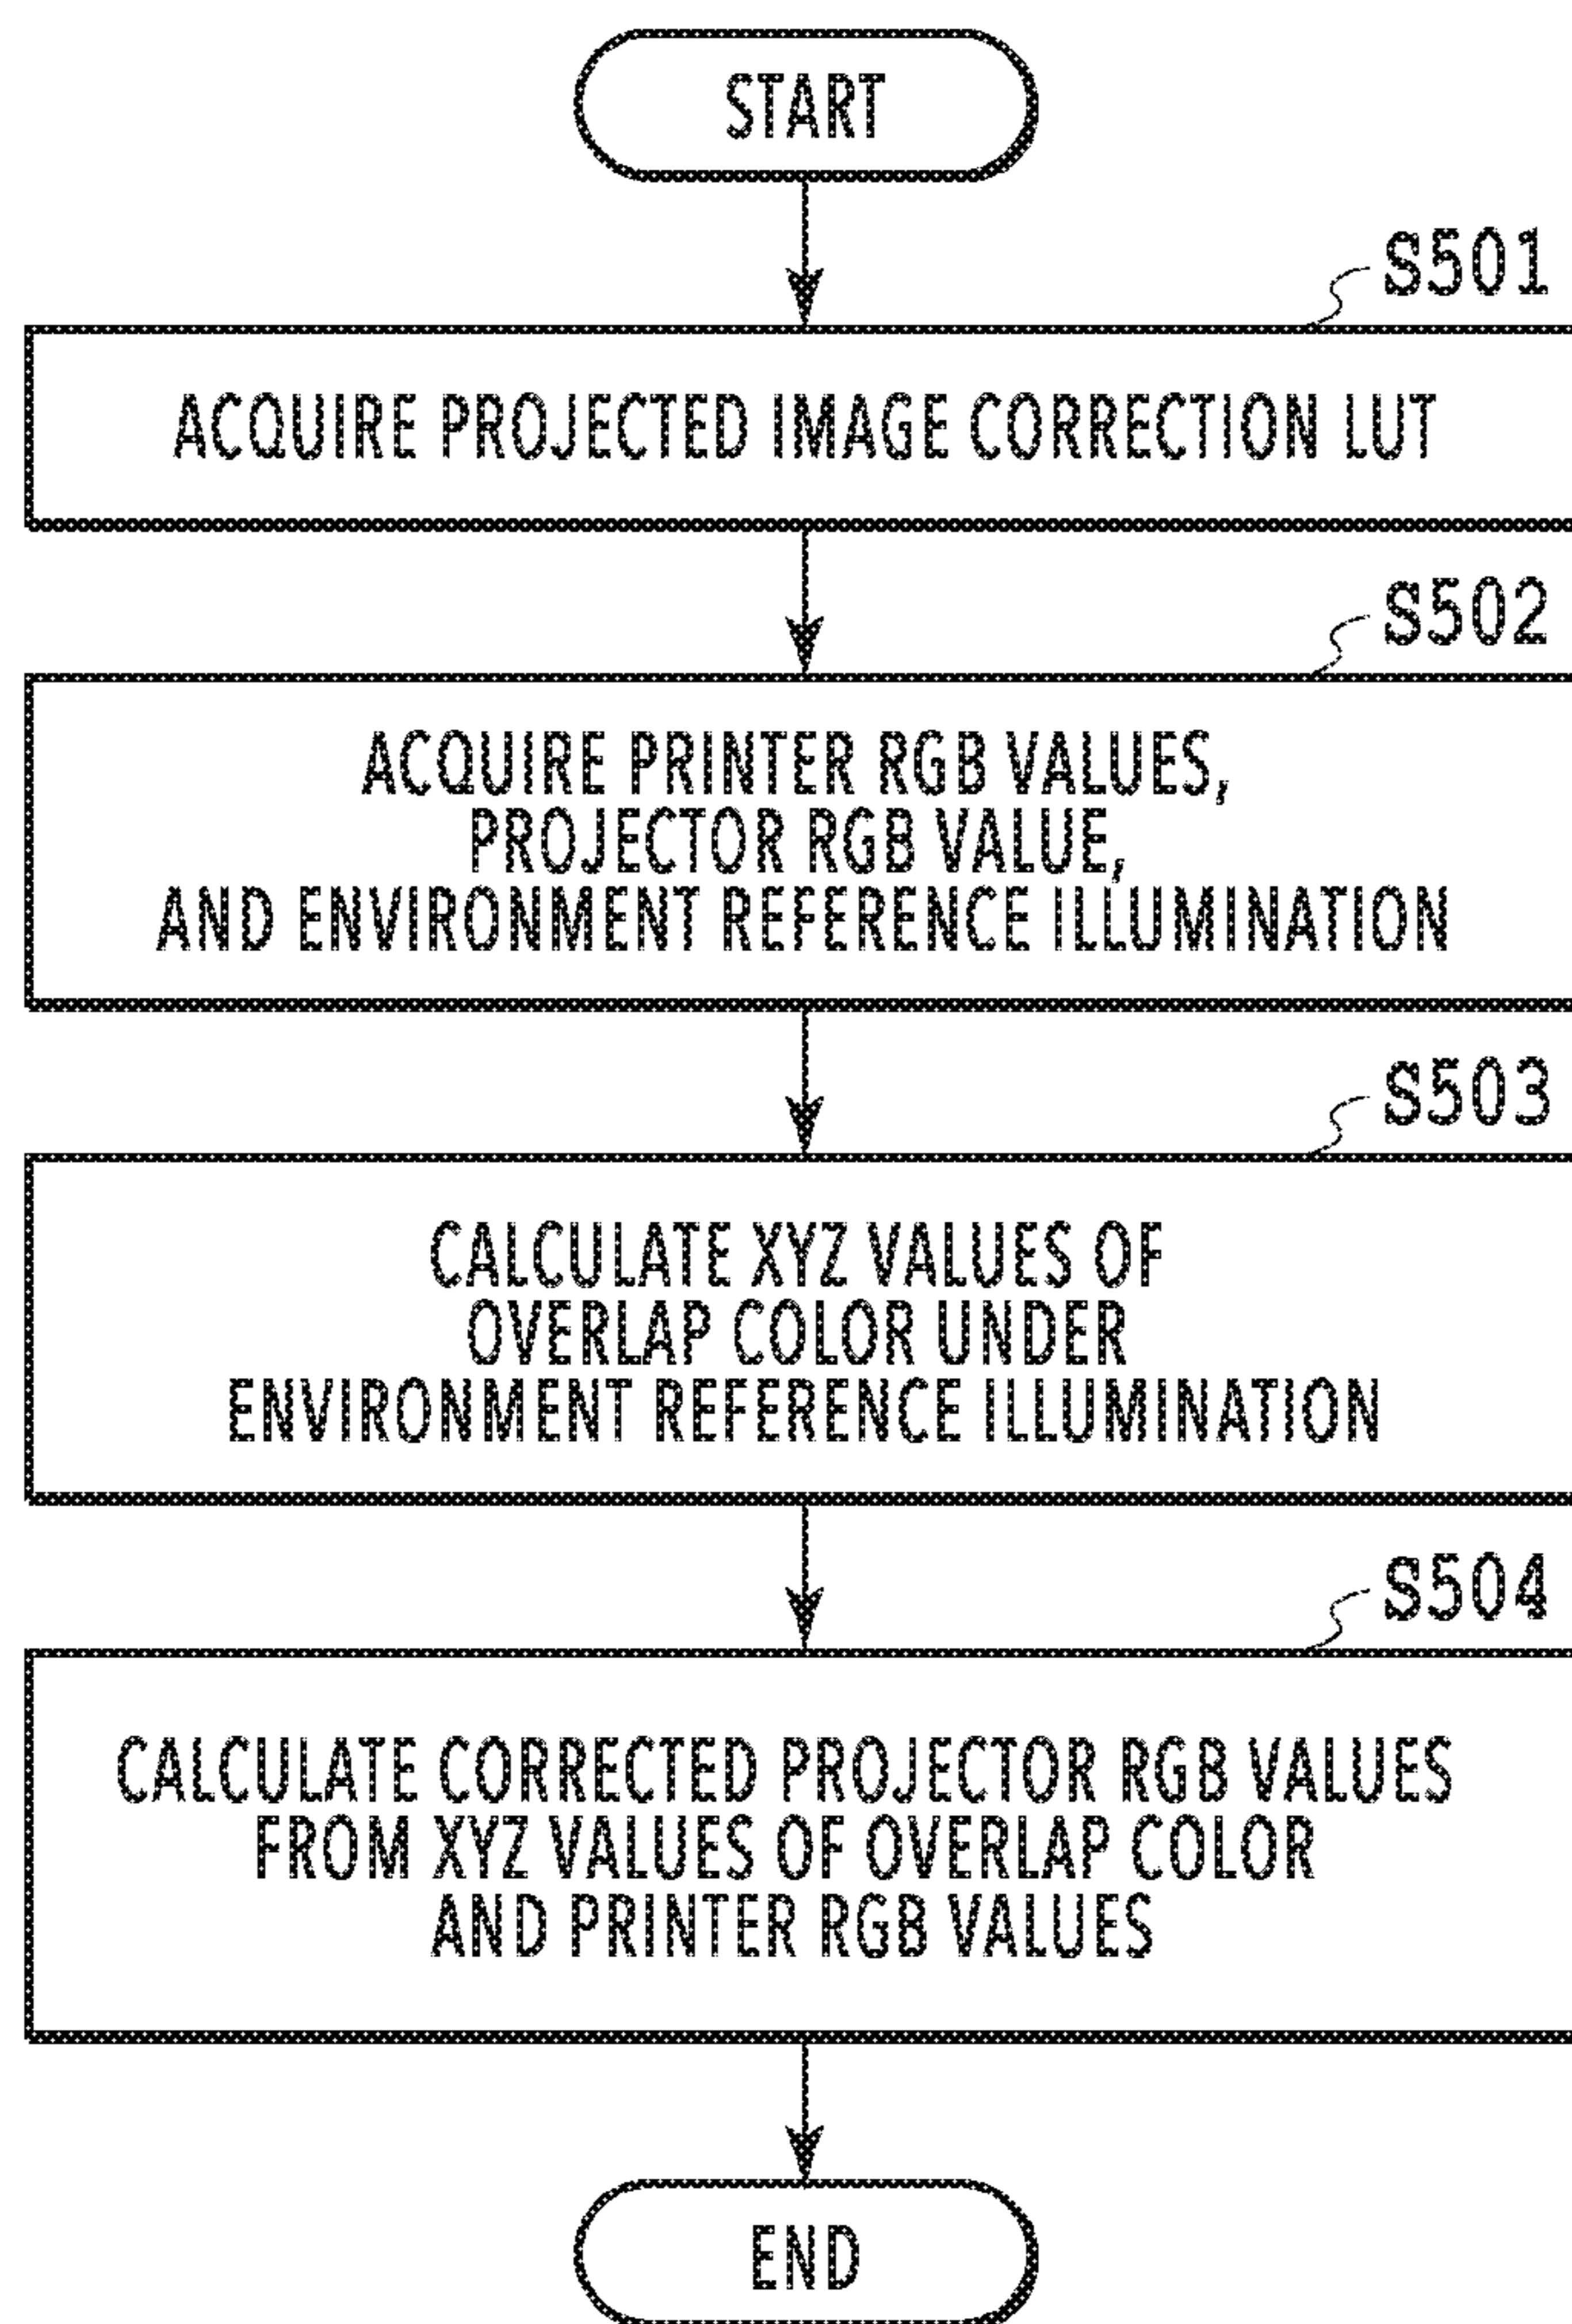 START
S501
ACQUIRE PROJECTED IMAGE CORRECTION LUT
S502
ACQUIRE PRINTER RGB VALUES,
PROJECTOR RGB VALUE,
AND ENVIRONMENT REFERENCE ILLUMINATION
S503
CALCULATE XYZ VALUES OF
OVERLAP COLOR UNDER
ENVIRONMENT REFERENCE ILLUMINATION
S504
CALCULATE CORRECTED PROJECTOR RGB VALUES
FROM XYZ VALUES OF OVERLAP COLOR
AND PRINTER RGB VALUES
END